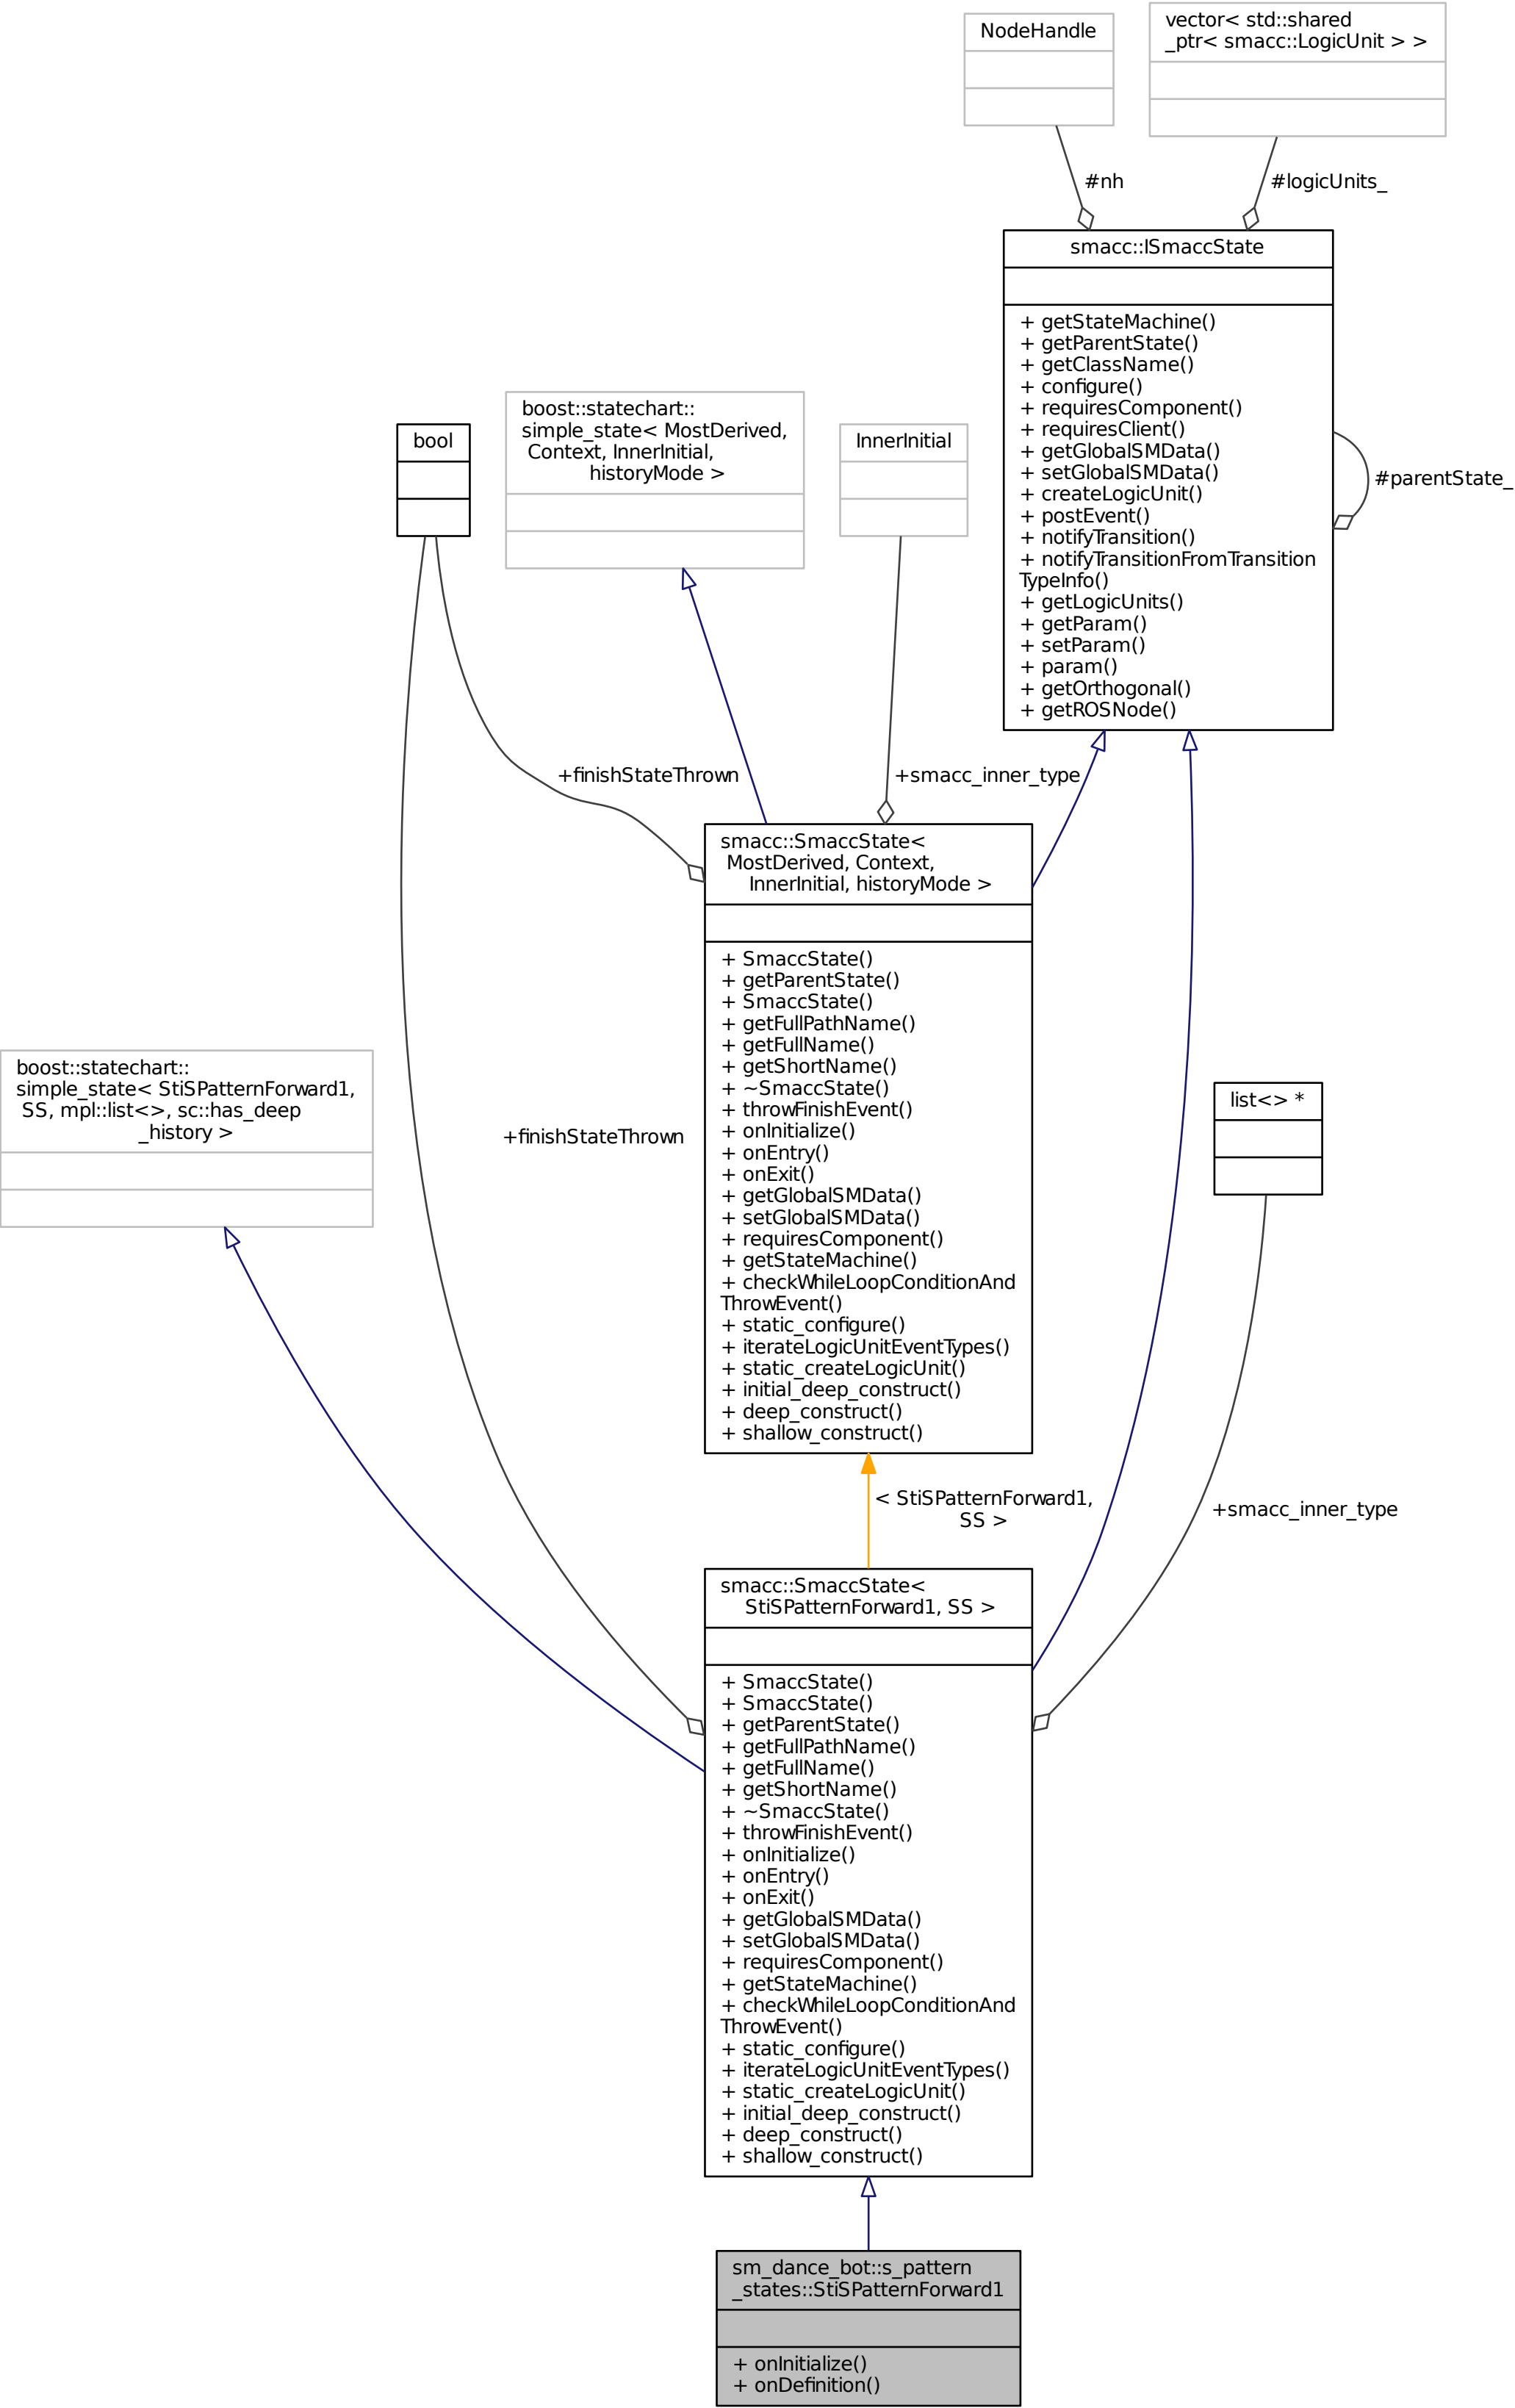 NodeHandle
vector< std::shared
_ptr< smacc::LogicUnit > >
#nh
#logicUnits_
smacc::ISmaccState
+ getStateMachine()
+ getParentState()
+ getClassName()
+ configure()
+ requiresComponent()
+ requiresClient()
+ getGlobalSMData()
+ setGlobalSMData()
+ createLogicUnit()
+ postEvent()
+ notifyTransition()
+ notifyTransitionFromTransition
TypeInfo()
+ getLogicUnits()
+ getParam()
+ setParam()
+ param()
+ getOrthogonal()
+ getROSNode()
#parentState_
bool
boost::statechart::
simple_state< MostDerived,
Context, InnerInitial,
historyMode >
InnerInitial
+finishStateThrown
+smacc_inner_type
smacc::SmaccState<
MostDerived, Context,
InnerInitial, historyMode >
+ SmaccState()
+ getParentState()
+ SmaccState()
+ getFullPathName()
+ getFullName()
+ getShortName()
+ ~SmaccState()
+ throwFinishEvent()
+ onInitialize()
+ onEntry()
+ onExit()
+ getGlobalSMData()
+ setGlobalSMData()
+ requiresComponent()
+ getStateMachine()
+ checkWhileLoopConditionAnd
ThrowEvent()
+ static_configure()
+ iterateLogicUnitEventTypes()
+ static_createLogicUnit()
+ initial_deep_construct()
+ deep_construct()
+ shallow_construct()
boost::statechart::
simple_state< StiSPatternForward1,
SS, mpl::list<>, sc::has_deep
_history >
+finishStateThrown
list<> *
< StiSPatternForward1,
SS >
+smacc_inner_type
smacc::SmaccState<
StiSPatternForward1, SS >
+ SmaccState()
+ SmaccState()
+ getParentState()
+ getFullPathName()
+ getFullName()
+ getShortName()
+ ~SmaccState()
+ throwFinishEvent()
+ onInitialize()
+ onEntry()
+ onExit()
+ getGlobalSMData()
+ setGlobalSMData()
+ requiresComponent()
+ getStateMachine()
+ checkWhileLoopConditionAnd
ThrowEvent()
+ static_configure()
+ iterateLogicUnitEventTypes()
+ static_createLogicUnit()
+ initial_deep_construct()
+ deep_construct()
+ shallow_construct()
sm_dance_bot::s_pattern
_states::StiSPatternForward1
+ onInitialize()
+ onDefinition()